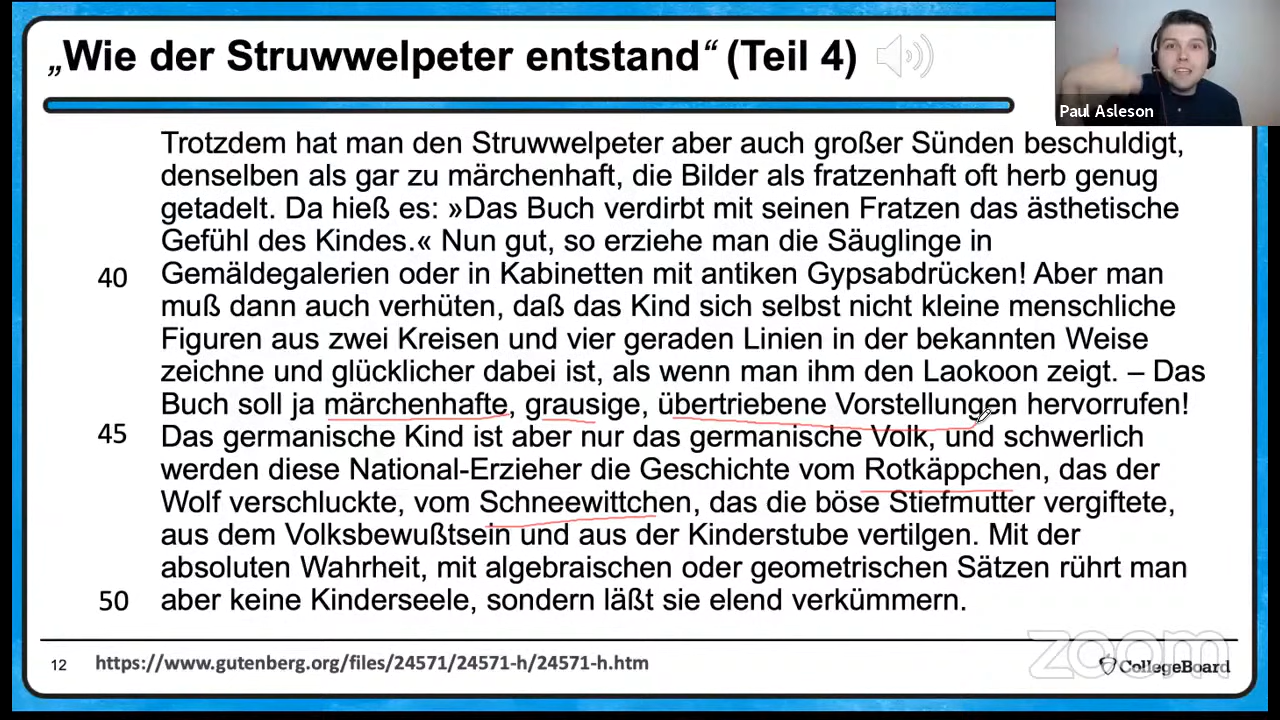 „Wie der Struwwelpeter entstand“ (Teil 4)
Paul Asleson
Trotzdem hat man den Struwwelpeter aber auch großer Sünden beschuldigt,
denselben als gar zu märchenhaft, die Bilder als fratzenhaft oft herb genug
getadelt. Da hieß es: »Das Buch verdirbt mit seinen Fratzen das ästhetische
Gefühl des Kindes.« Nun gut, so erziehe man die Säuglinge in
40 Gemäldegalerien oder in Kabinetten mit antiken Gypsabdrücken! Aber man
muß dann auch verhüten, daß das Kind sich selbst nicht kleine menschliche
Figuren aus zwei Kreisen und vier geraden Linien in der bekannten Weise
zeichne und glücklicher dabei ist, als wenn man ihm den Laokoon zeigt. – Das
Buch soll ja märchenhafte, grausige, übertriebene Vorstellungen hervorrufen!
45 Das germanische Kind ist aber nur das germanische Volk, und schwerlich
werden diese National-Erzieher die Geschichte vom Rotkäppchen, das der
Wolf verschluckte, vom Schneewittchen, das die böse Stiefmutter vergiftete,
aus dem Volksbewußtsein und aus der Kinderstube vertilgen. Mit der
absoluten Wahrheit, mit algebraischen oder geometrischen Sätzen rührt man
50 aber keine Kinderseele, sondern läßt sie elend verkümmern.
zoom
12 https://www.gutenberg.org/files/24571/24571-h/24571-h.htm
CollegeBoard